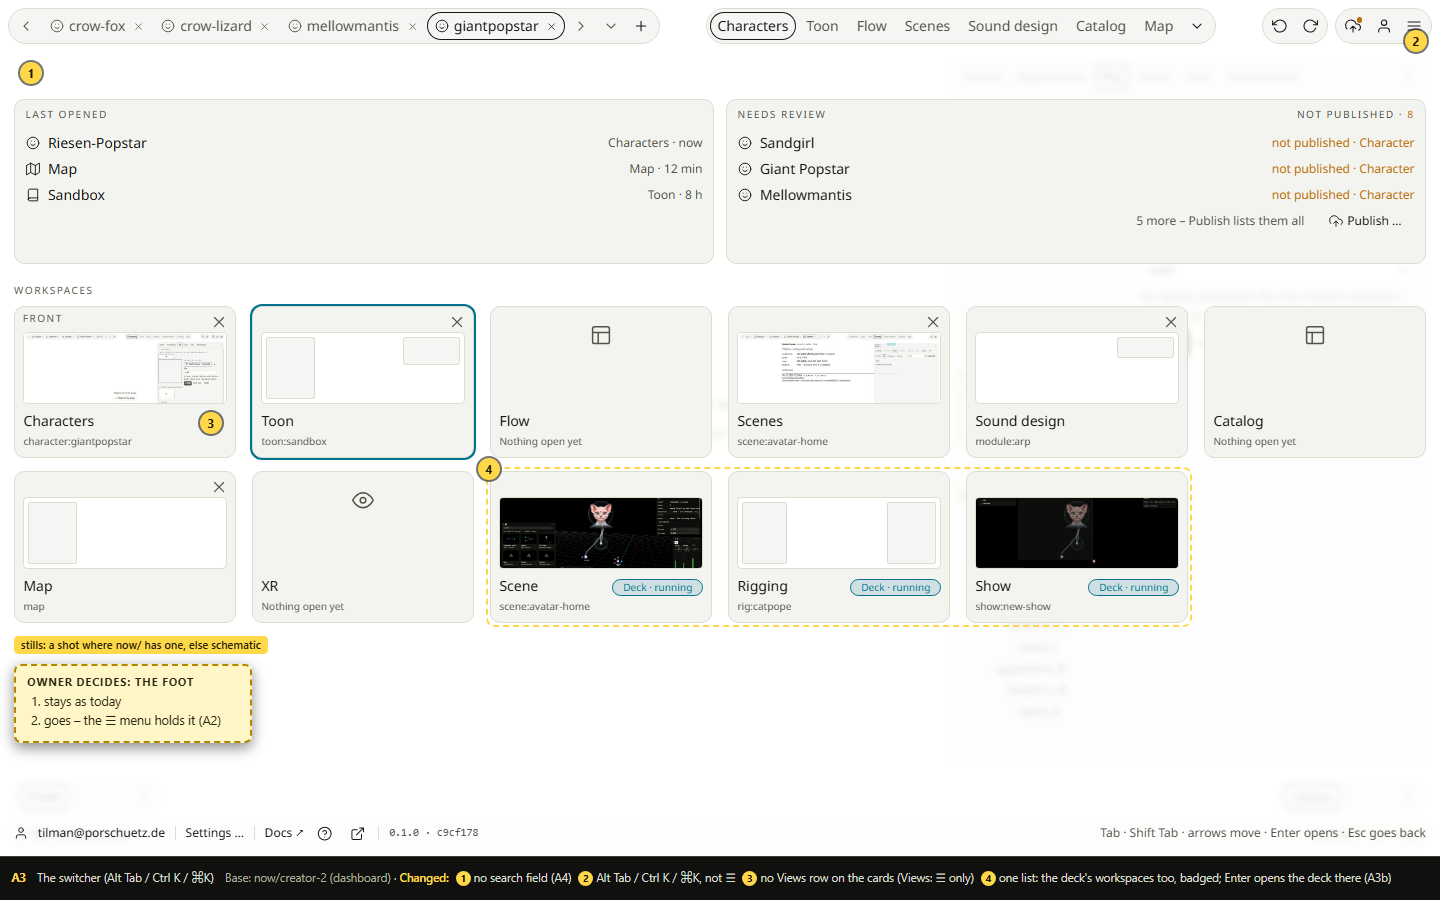 crow-fox
crow-lizard
mellowmantis
giantpopstar
Characters Toon Flow Scenes Sound design Catalog Map
2
1
LAST OPENED
Riesen-Popstar Characters · now
Map Map · 12 min
Sandbox Toon · 8 h
NEEDS REVIEW NOT PUBLISHED · 8
Sandgirl not published · Character
Giant Popstar not published · Character
Mellowmantis not published · Character
5 more – Publish lists them all Publish ...
WORKSPACES
FRONT
Characters 3
character:giantpopstar
Toon
toon:sandbox
Flow
Nothing open yet
Scenes
scene:avatar-home
Sound design
module:arp
Catalog
Nothing open yet
Map
map
XR
Nothing open yet
4
Scene Deck · running
scene:avatar-home
Rigging Deck · running
rig:catpope
Show Deck · running
show:new-show
stills: a shot where now/ has one, else schematic
OWNER DECIDES: THE FOOT
1. stays as today
2. goes – the ☰ menu holds it (A2)
tilman@porschuetz.de Settings ... Docs ↗ 0.1.0 · c9cf178
Tab · Shift Tab · arrows move · Enter opens · Esc goes back
A3 The switcher (Alt Tab / Ctrl K / ⌘K) Base: now/creator-2 (dashboard) · Changed: 1 no search field (A4) 2 Alt Tab / Ctrl K / ⌘K, not ☰ 3 no Views row on the cards (Views: ☰ only) 4 one list: the deck's workspaces too, badged; Enter opens the deck there (A3b)